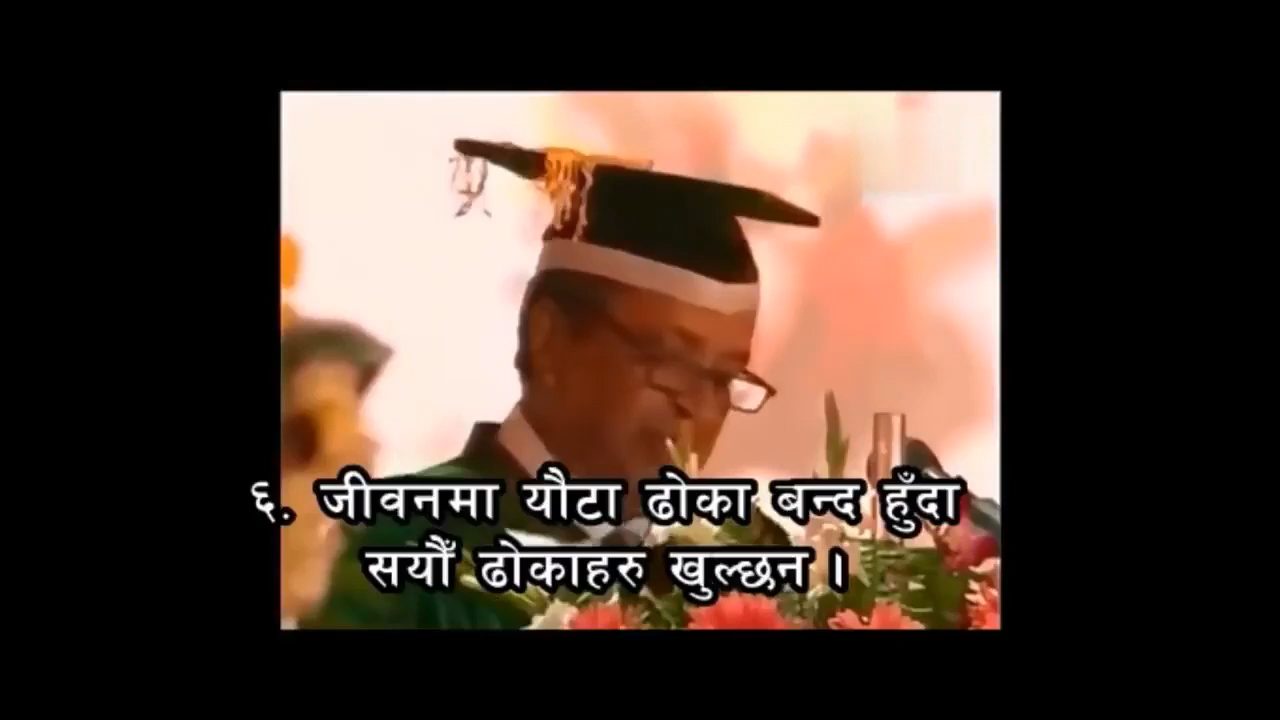 ६. जीवनमा यौटा ढोका बन्द हुँदा
सयौँ ढोकाहरु खुल्छन ।